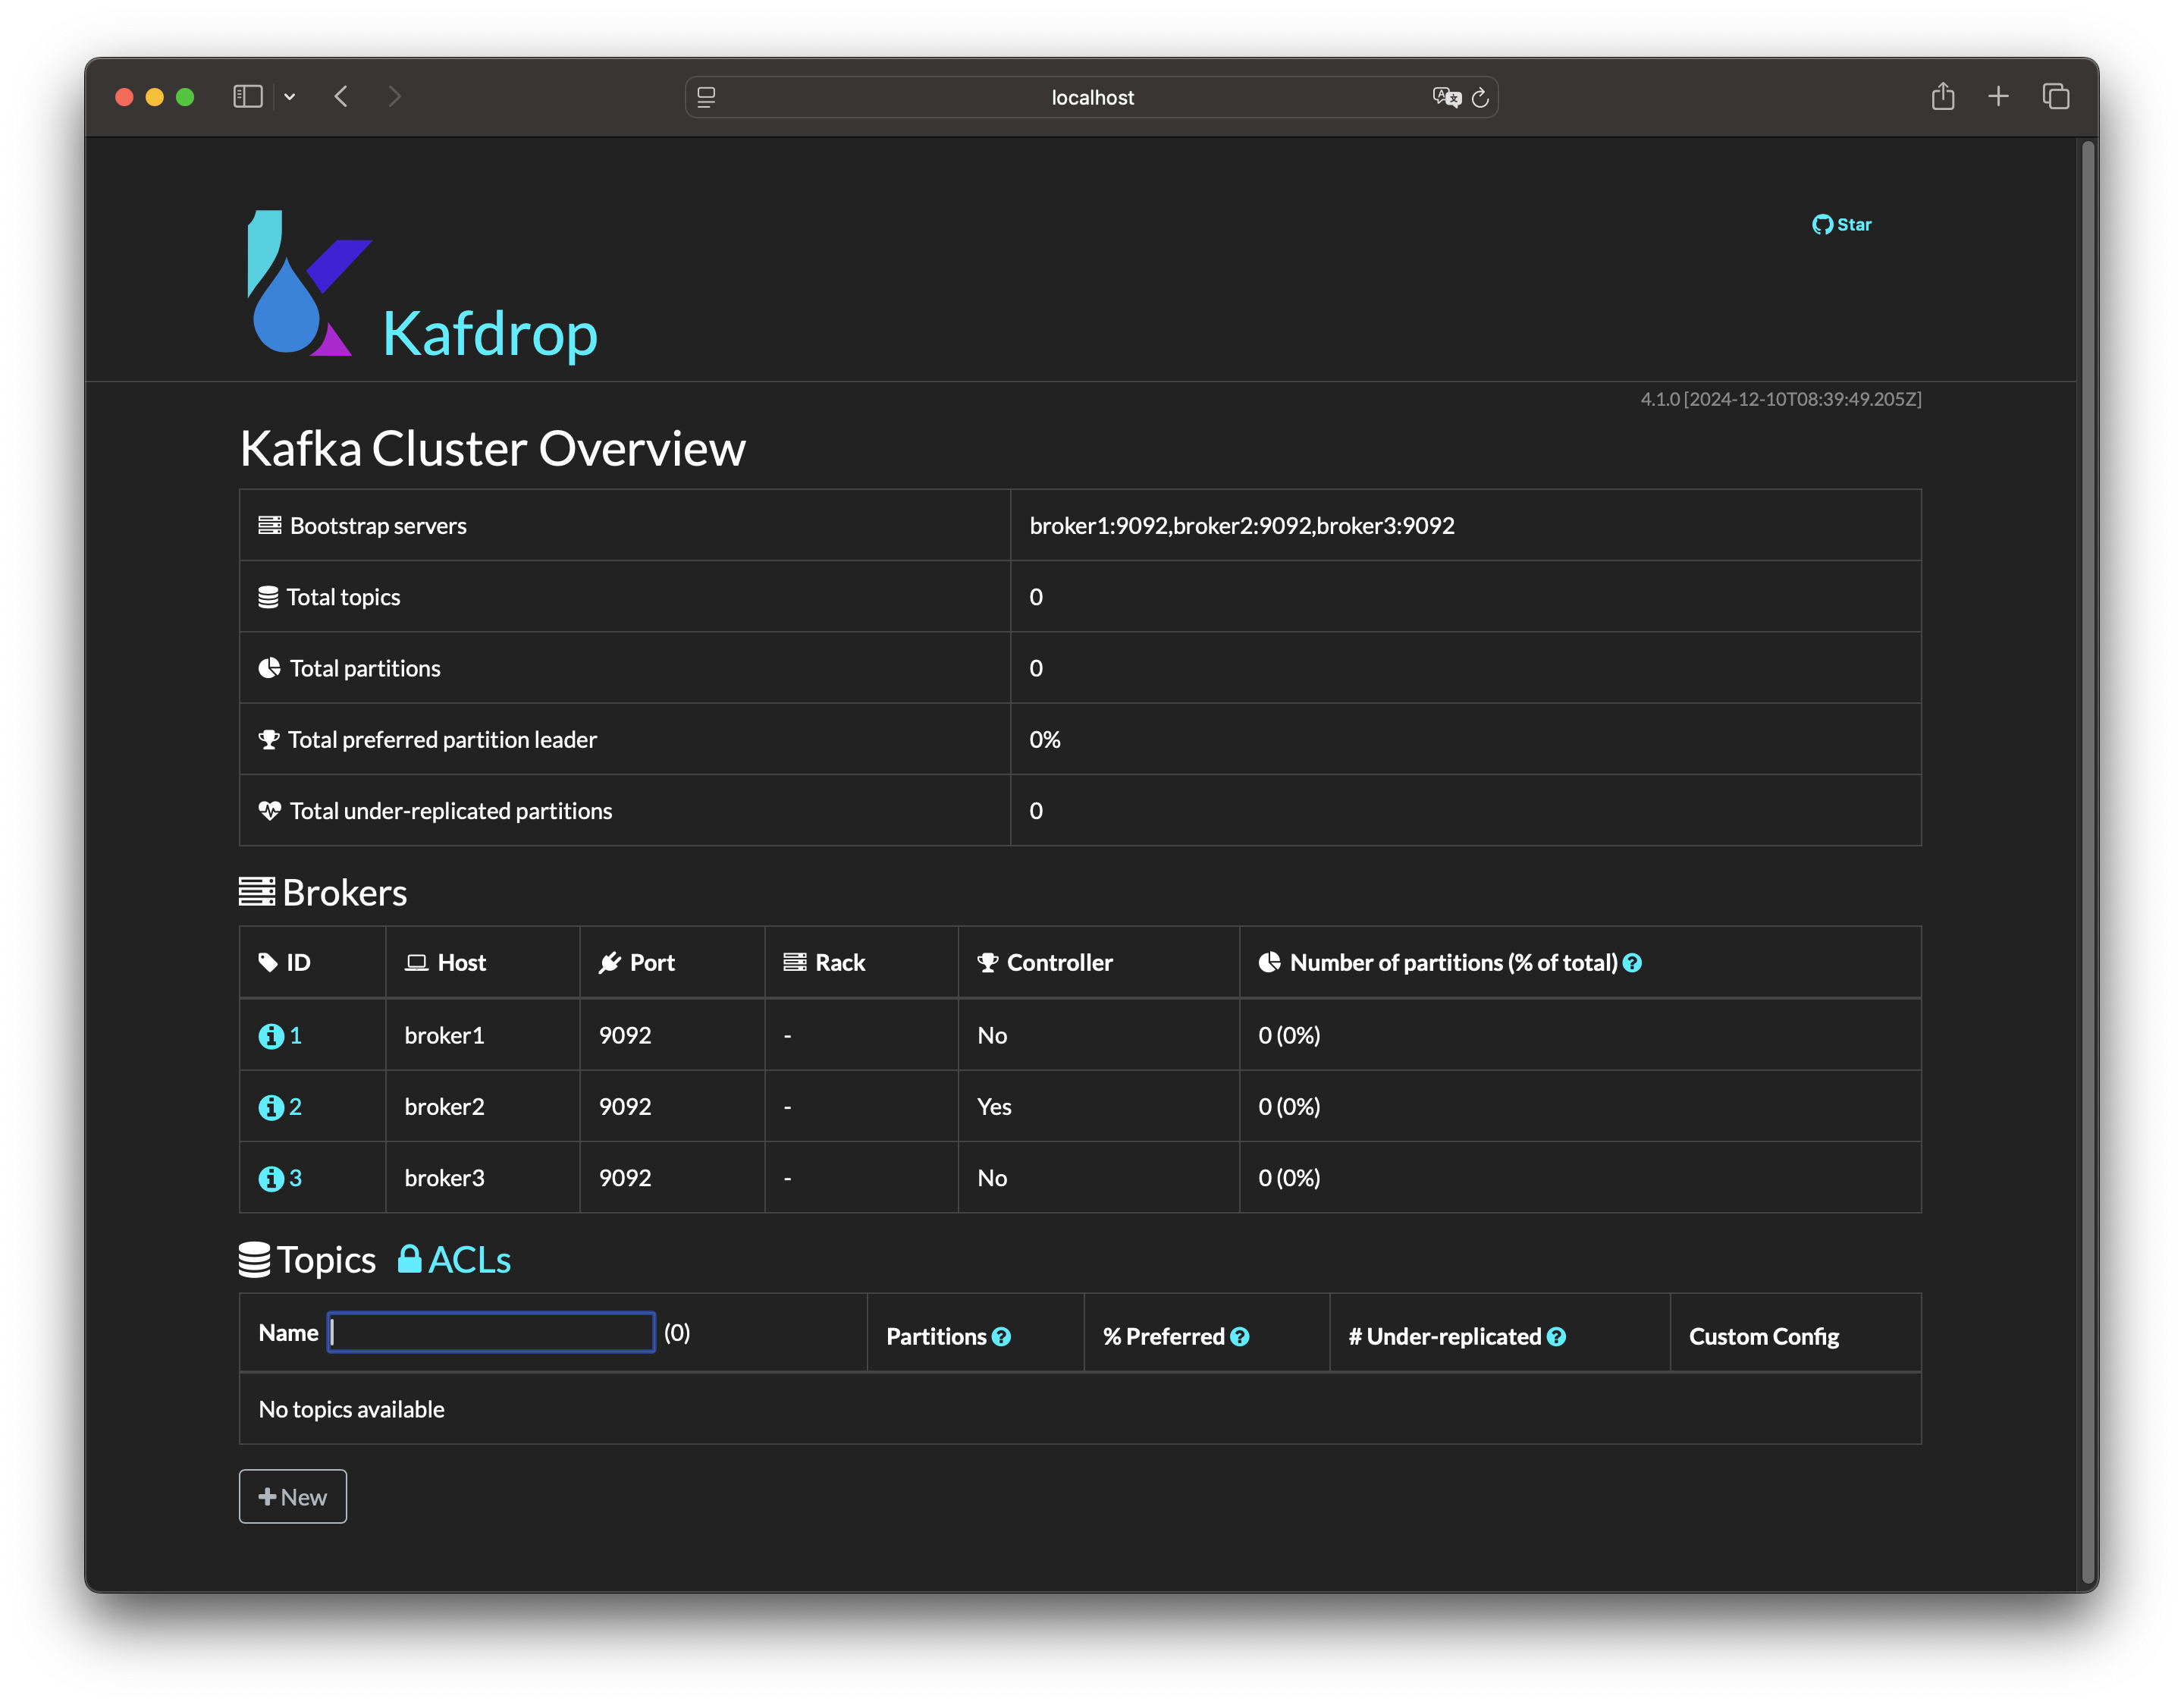 localhost
Star
Kafdrop
4.1.0 [2024-12-10T08:39:49.205Z]
Kafka Cluster Overview
Bootstrap servers broker1:9092,broker2:9092,broker3:9092
Total topics 0
Total partitions 0
Total preferred partition leader 0%
Total under-replicated partitions 0
Brokers
ID Host Port Rack Controller Number of partitions (% of total)
1 broker1 9092 - No 0 (0%)
2 broker2 9092 - Yes 0 (0%)
3 broker3 9092 - No 0 (0%)
Topics ACLs
Name (0) Partitions % Preferred # Under-replicated Custom Config
No topics available
New